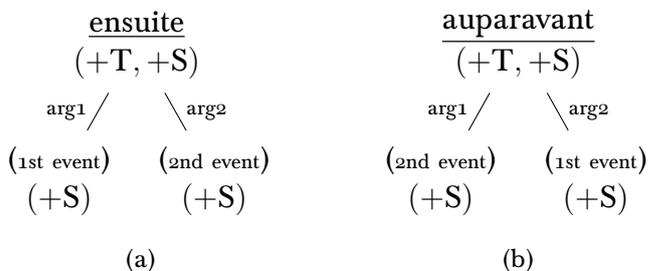 ensuite auparavant
(+T, +S) (+T, +S)
arg1 arg2 arg1 arg2
(1st event) (2nd event) (2nd event) (1st event)
(+S) (+S) (+S) (+S)
(a) (b)